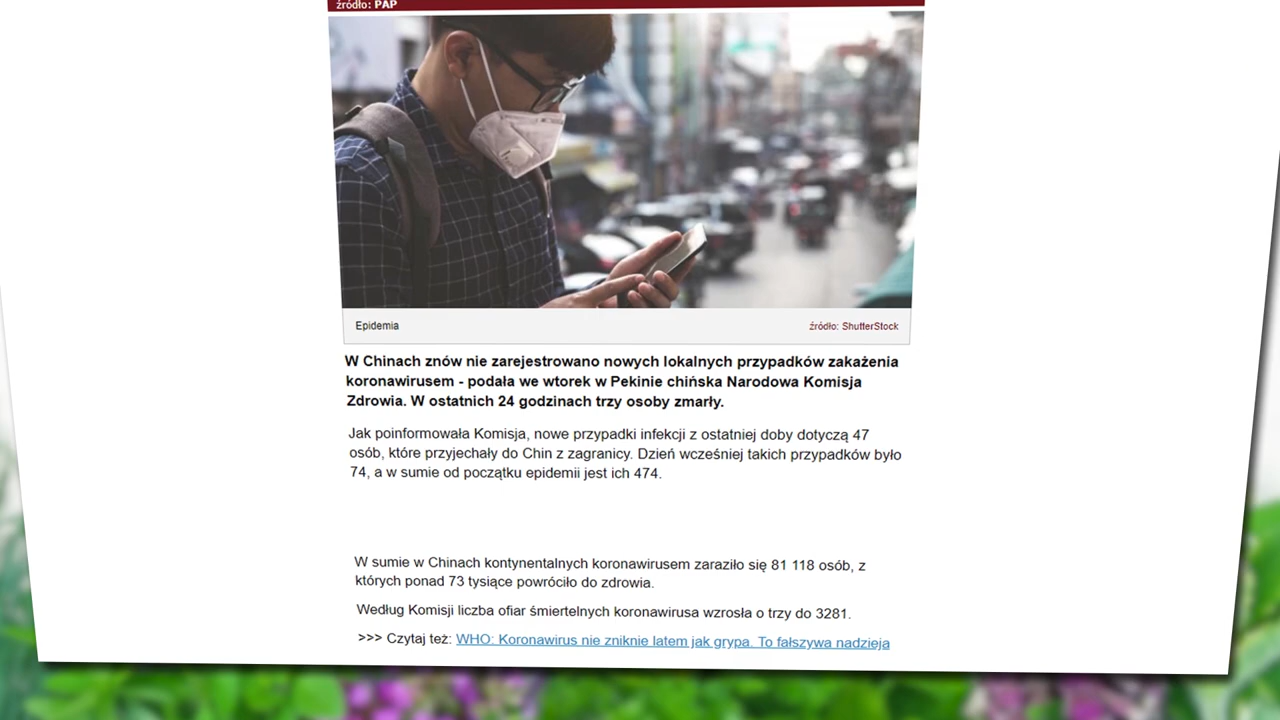 źródło: PAP
Epidemia
źródło: ShutterStock
W Chinach znów nie zarejestrowano nowych lokalnych przypadków zakażenia
koronawirusem - podała we wtorek w Pekinie chińska Narodowa Komisja
Zdrowia. W ostatnich 24 godzinach trzy osoby zmarły.
Jak poinformowała Komisja, nowe przypadki infekcji z ostatniej doby dotyczą 47
osób, które przyjechały do Chin z zagranicy. Dzień wcześniej takich przypadków było
74, a w sumie od początku epidemii jest ich 474.
W sumie w Chinach kontynentalnych koronawirusem zaraziło się 81 118 osób, z
których ponad 73 tysiące powróciło do zdrowia.
Według Komisji liczba ofiar śmiertelnych koronawirusa wzrosła o trzy do 3281.
>>> Czytaj też: WHO: Koronawirus nie zniknie latem jak grypa. To fałszywa nadzieja